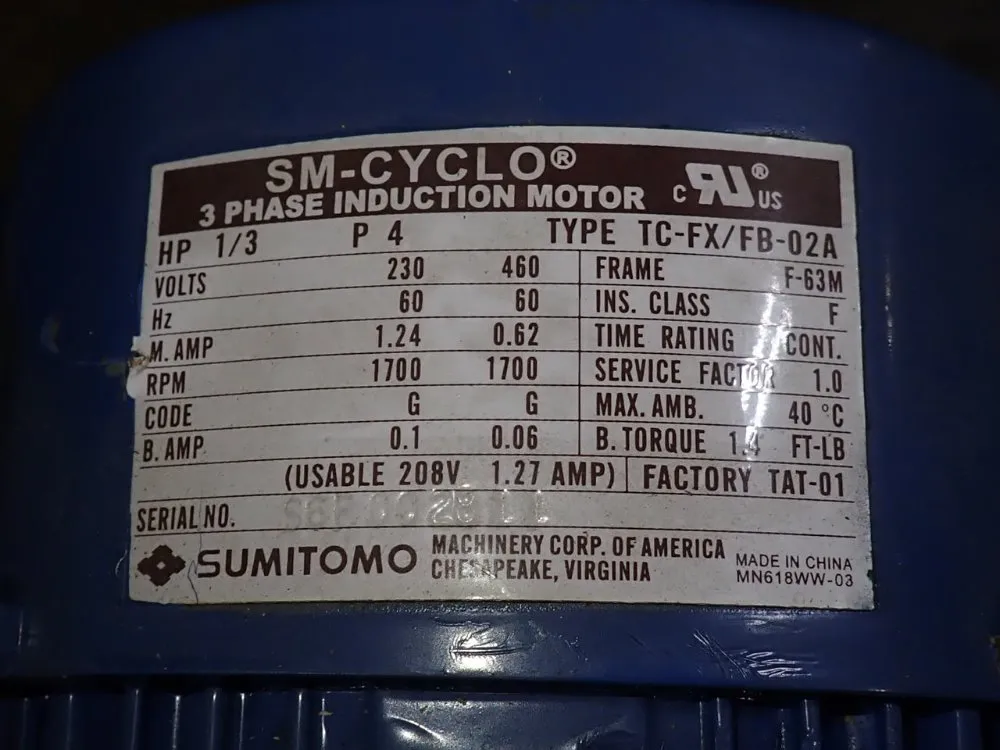 SM-CYCLO®
3 PHASE INDUCTION MOTOR
C RU® US
HP 1/3 P 4 TYPE TC-FX/FB-02A
VOLTS 230 460 FRAME F-63M
Hz 60 60 INS. CLASS F
M. AMP 1.24 0.62 TIME RATING CONT.
RPM 1700 1700 SERVICE FACTOR 1.0
CODE G G MAX. AMB. 40 °C
B. AMP 0.1 0.06 B. TORQUE 1.4 FT-LB
(USABLE 208V 1.27 AMP) FACTORY TAT-01
SERIAL NO.
SUMITOMO MACHINERY CORP. OF AMERICA
CHESAPEAKE, VIRGINIA
MADE IN CHINA
MN618WW-03